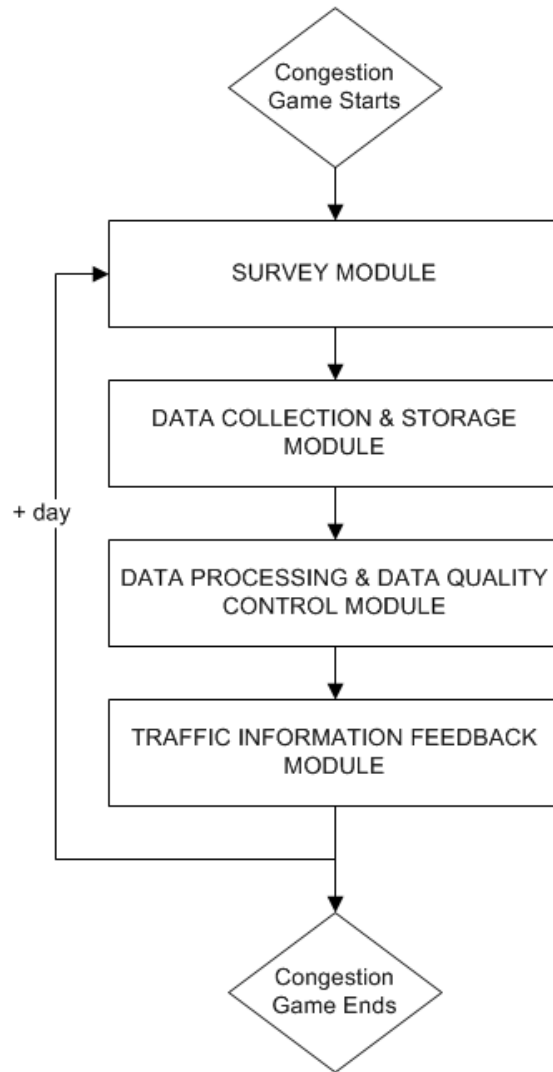 Congestion
Game Starts
SURVEY MODULE
DATA COLLECTION & STORAGE
MODULE
+ day
DATA PROCESSING & DATA QUALITY
CONTROL MODULE
TRAFFIC INFORMATION FEEDBACK
MODULE
Congestion
Game Ends